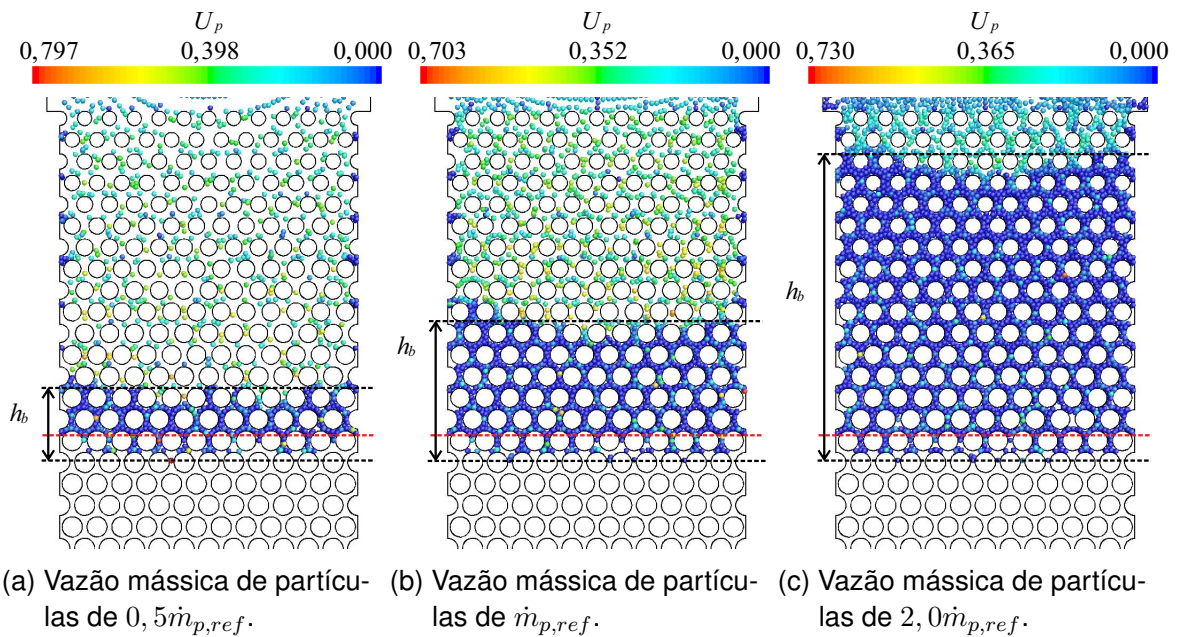 U_p U_p U_p
0,797 0,398 0,000 0,703 0,352 0,000 0,730 0,365 0,000
h_b
h_b
h_b
(a) Vazão mássica de partícu-
las de 0,5ṁ_{p,ref}.
(b) Vazão mássica de partícu-
las de ṁ_{p,ref}.
(c) Vazão mássica de partícu-
las de 2,0ṁ_{p,ref}.